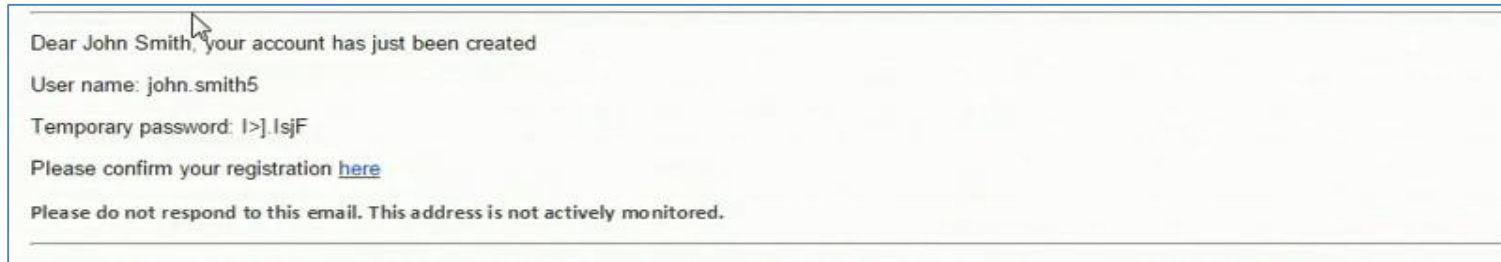 Dear John Smith, your account has just been created
User name: john.smith5
Temporary password: I>].IsjF
Please confirm your registration here
Please do not respond to this email. This address is not actively monitored.